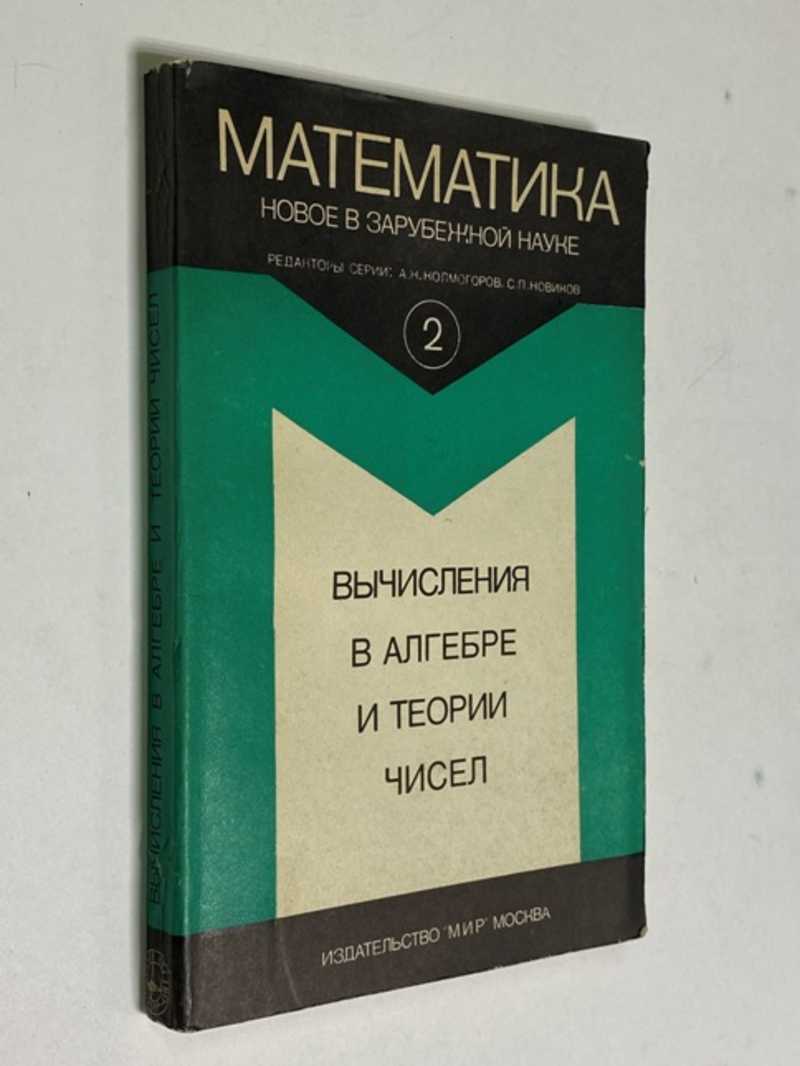 МАТЕМАТИКА
НОВОЕ В ЗАРУБЕЖНОЙ НАУКЕ
РЕДАКТОРЫ СЕРИИ: А.Н.КОЛМОГОРОВ, С.П.НОВИКОВ
2
ВЫЧИСЛЕНИЯ
В АЛГЕБРЕ
И ТЕОРИИ
ЧИСЕЛ
ИЗДАТЕЛЬСТВО "МИР" МОСКВА
ВЫЧИСЛЕНИЯ В АЛГЕБРЕ И ТЕОРИИ ЧИСЕЛ